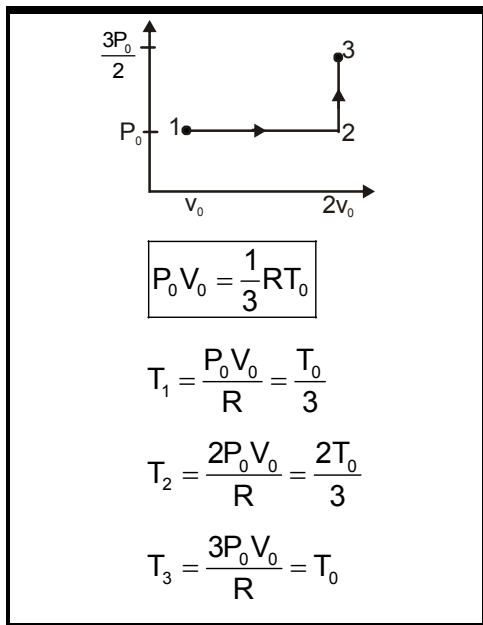 3P₀/2
3
P₀ 1 2
v₀ 2v₀
P₀V₀ = 1/3 RT₀
T₁ = P₀V₀/R = T₀/3
T₂ = 2P₀V₀/R = 2T₀/3
T₃ = 3P₀V₀/R = T₀